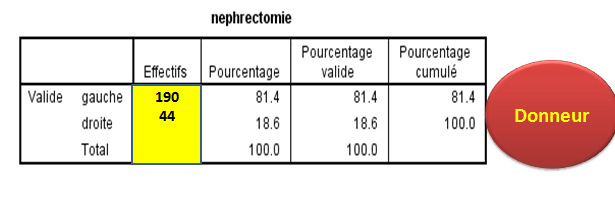 nephrectomie
Effectifs Pourcentage Pourcentage valide Pourcentage cumulé
Valide gauche 190 81.4 81.4 81.4
droite 44 18.6 18.6 100.0
Total 100.0 100.0
Donneur